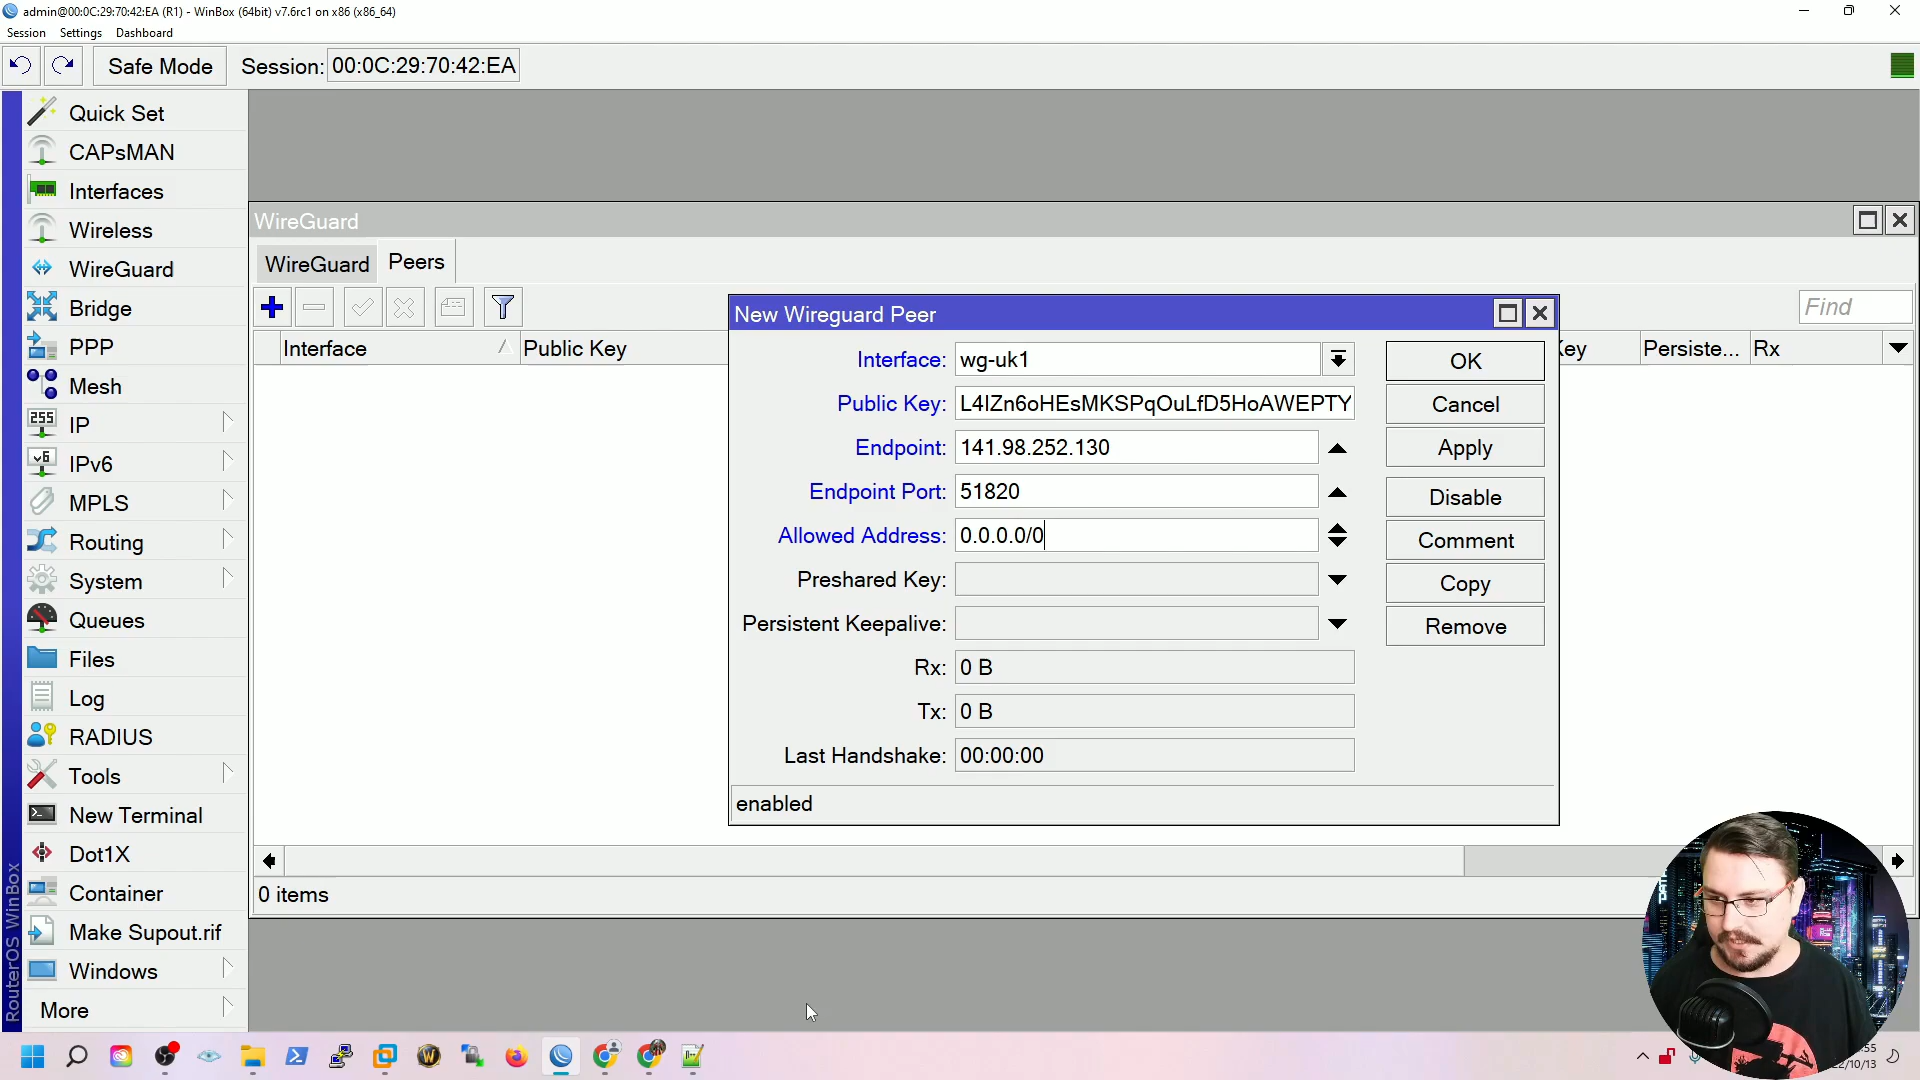 admin@00:0C:29:70:42:EA (R1) - WinBox (64bit) v7.6rc1 on x86 (x86_64)
Session Settings Dashboard
Safe Mode Session: 00:0C:29:70:42:EA
Quick Set
CAPsMAN
Interfaces
Wireless
WireGuard
Bridge
PPP
Mesh
IP
IPv6
MPLS
Routing
System
Queues
Files
Log
RADIUS
Tools
New Terminal
Dot1X
Container
Make Supout.rif
Windows
More
RouterOS WinBox
WireGuard
WireGuard Peers
Find
Interface Public Key Key Persiste... Rx
New Wireguard Peer
Interface: wg-uk1
Public Key: L4IZn6oHEsMKSPqOuLfD5HoAWEPTY
Endpoint: 141.98.252.130
Endpoint Port: 51820
Allowed Address: 0.0.0.0/0
Preshared Key:
Persistent Keepalive:
Rx: 0 B
Tx: 0 B
Last Handshake: 00:00:00
enabled
OK
Cancel
Apply
Disable
Comment
Copy
Remove
0 items